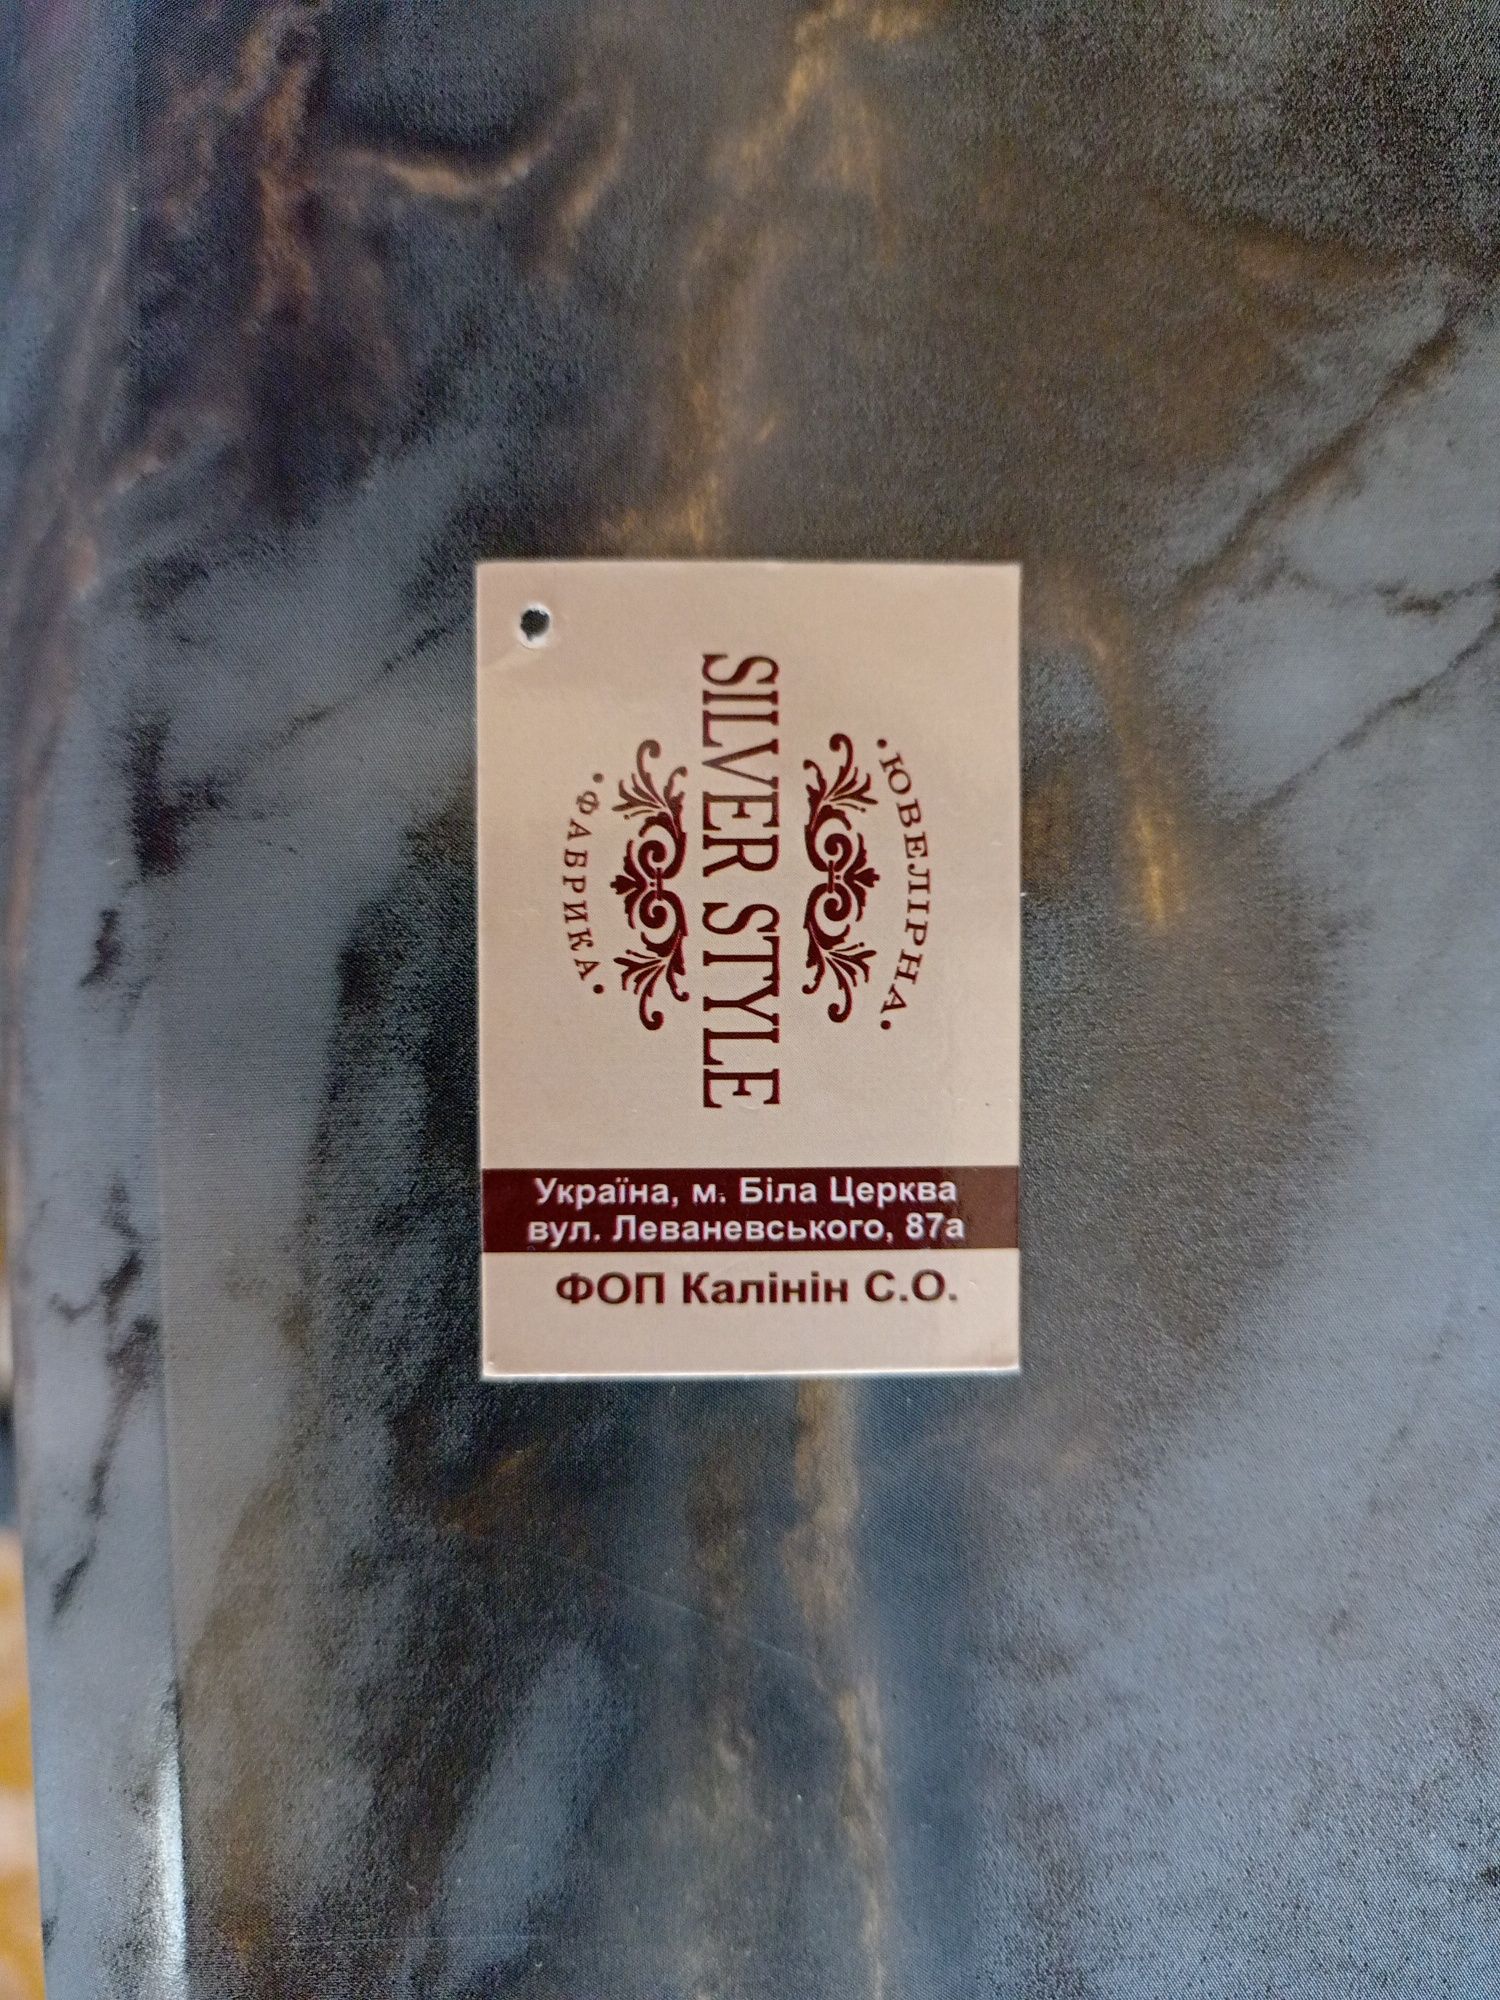 •ЮВЕЛІРНА•
SILVER STYLE
•ФАБРИКА•
Україна, м. Біла Церква
вул. Леваневського, 87а
ФОП Калінін С.О.